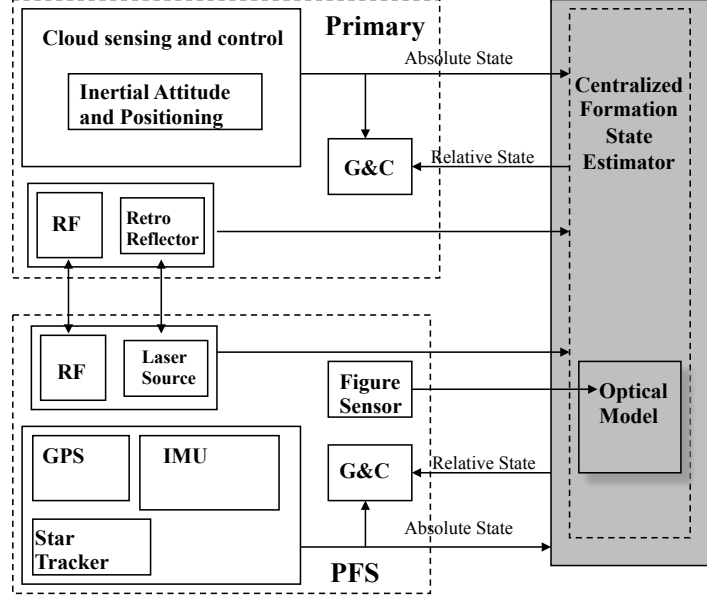 Primary
Cloud sensing and control
Inertial Attitude
and Positioning
Absolute State
G&C
Relative State
Centralized
Formation
State
Estimator
RF
Retro
Reflector
RF
Laser
Source
Figure
Sensor
Optical
Model
GPS
IMU
G&C
Relative State
Star
Tracker
Absolute State
PFS